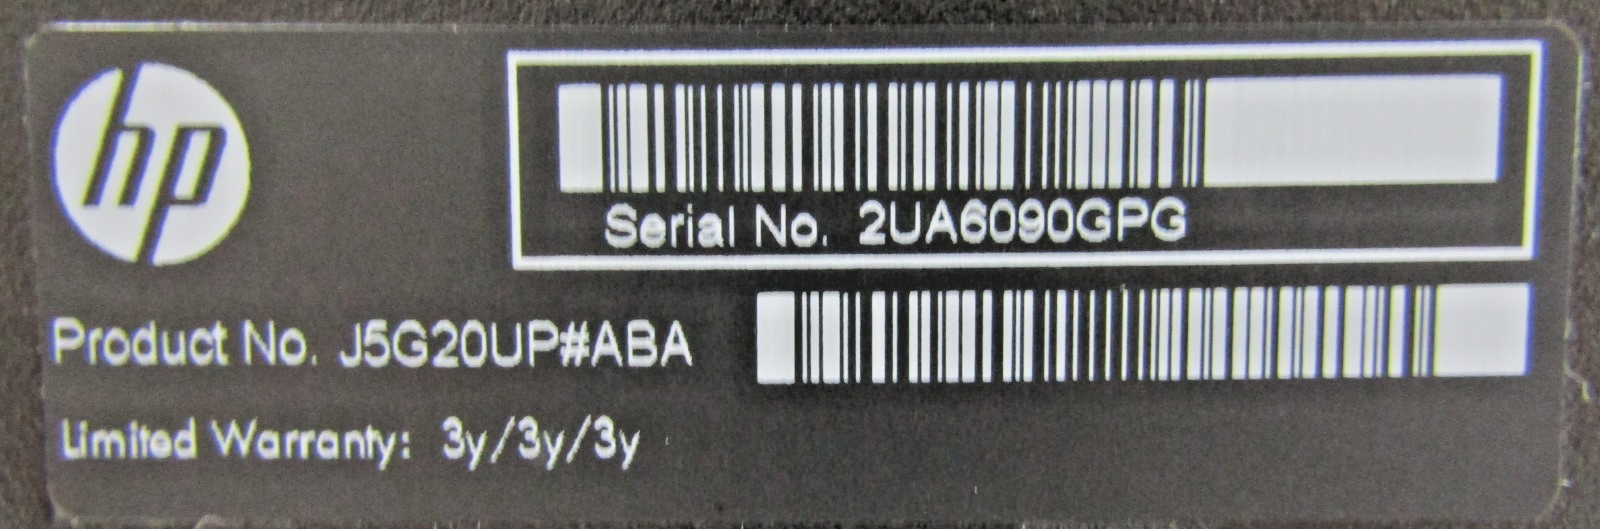 hp
Serial No. 2UA6090GPG
Product No. J5G20UP#ABA
Limited Warranty: 3y/3y/3y